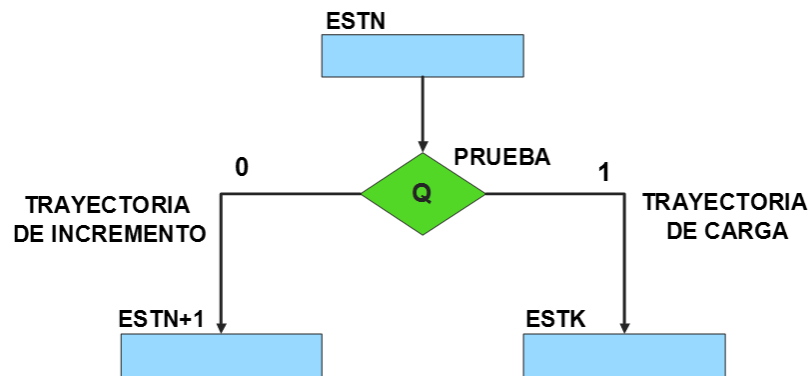 ESTN
PRUEBA
0
Q
1
TRAYECTORIA
DE INCREMENTO
TRAYECTORIA
DE CARGA
ESTN+1
ESTK